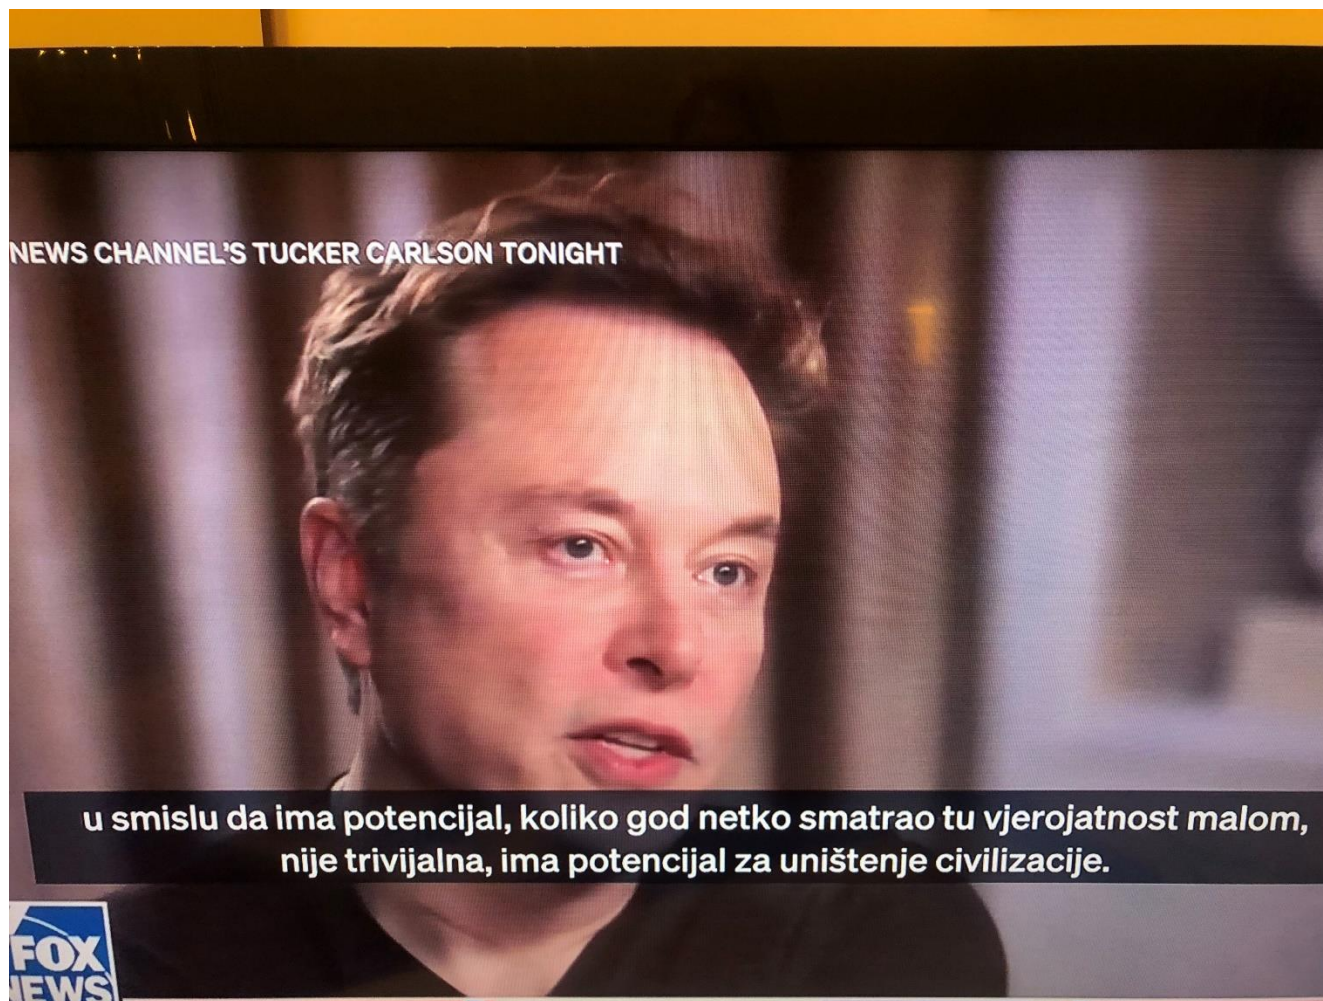 NEWS CHANNEL'S TUCKER CARLSON TONIGHT
u smislu da ima potencijal, koliko god netko smatrao tu vjerojatnost malom,
nije trivijalna, ima potencijal za uništenje civilizacije.
FOX
NEWS